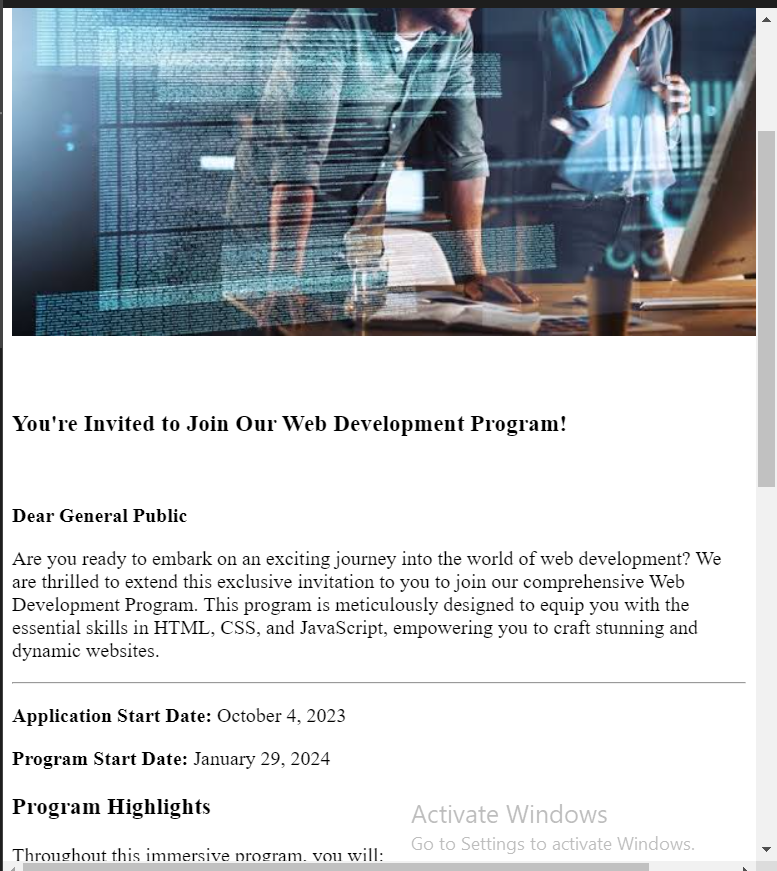 You're Invited to Join Our Web Development Program!
Dear General Public
Are you ready to embark on an exciting journey into the world of web development? We
are thrilled to extend this exclusive invitation to you to join our comprehensive Web
Development Program. This program is meticulously designed to equip you with the
essential skills in HTML, CSS, and JavaScript, empowering you to craft stunning and
dynamic websites.
Application Start Date: October 4, 2023
Program Start Date: January 29, 2024
Program Highlights
Activate Windows
Go to Settings to activate Windows.
Throughout this immersive program, you will: